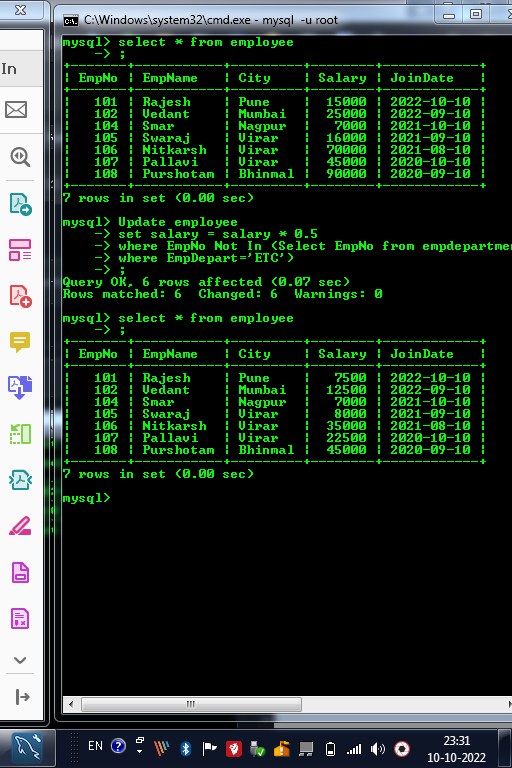 C:\Windows\system32\cmd.exe - mysql -u root
In
mysql> select * from employee
    -> ;
+-------+-----------+---------+--------+------------+
| EmpNo | EmpName   | City    | Salary | JoinDate   |
+-------+-----------+---------+--------+------------+
|   101 | Rajesh    | Pune    |  15000 | 2022-10-10 |
|   102 | Vedant    | Mumbai  |  25000 | 2022-09-10 |
|   104 | Smar      | Nagpur  |   7000 | 2021-10-10 |
|   105 | Swaraj    | Virar   |  16000 | 2021-09-10 |
|   106 | Nitkarsh  | Virar   |  70000 | 2021-08-10 |
|   107 | Pallavi   | Virar   |  45000 | 2020-10-10 |
|   108 | Purshotam | Bhinmal |  90000 | 2020-09-10 |
+-------+-----------+---------+--------+------------+
7 rows in set (0.00 sec)
mysql> Update employee
    -> set salary = salary * 0.5
    -> where EmpNo Not In (Select EmpNo from empdepartme
    -> where EmpDepart='ETC')
    -> ;
Query OK, 6 rows affected (0.07 sec)
Rows matched: 6  Changed: 6  Warnings: 0
mysql> select * from employee
    -> ;
+-------+-----------+---------+--------+------------+
| EmpNo | EmpName   | City    | Salary | JoinDate   |
+-------+-----------+---------+--------+------------+
|   101 | Rajesh    | Pune    |   7500 | 2022-10-10 |
|   102 | Vedant    | Mumbai  |  12500 | 2022-09-10 |
|   104 | Smar      | Nagpur  |   7000 | 2021-10-10 |
|   105 | Swaraj    | Virar   |   8000 | 2021-09-10 |
|   106 | Nitkarsh  | Virar   |  35000 | 2021-08-10 |
|   107 | Pallavi   | Virar   |  22500 | 2020-10-10 |
|   108 | Purshotam | Bhinmal |  45000 | 2020-09-10 |
+-------+-----------+---------+--------+------------+
7 rows in set (0.00 sec)
mysql>
EN
23:31
10-10-2022